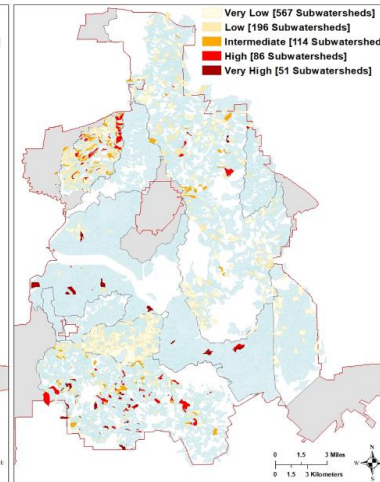 Very Low [567 Subwatersheds]
Low [196 Subwatersheds]
Intermediate [114 Subwatersheds]
High [86 Subwatersheds]
Very High [51 Subwatersheds]
0 1.5 3 Miles
0 1.5 3 Kilometers
N
W
S
E